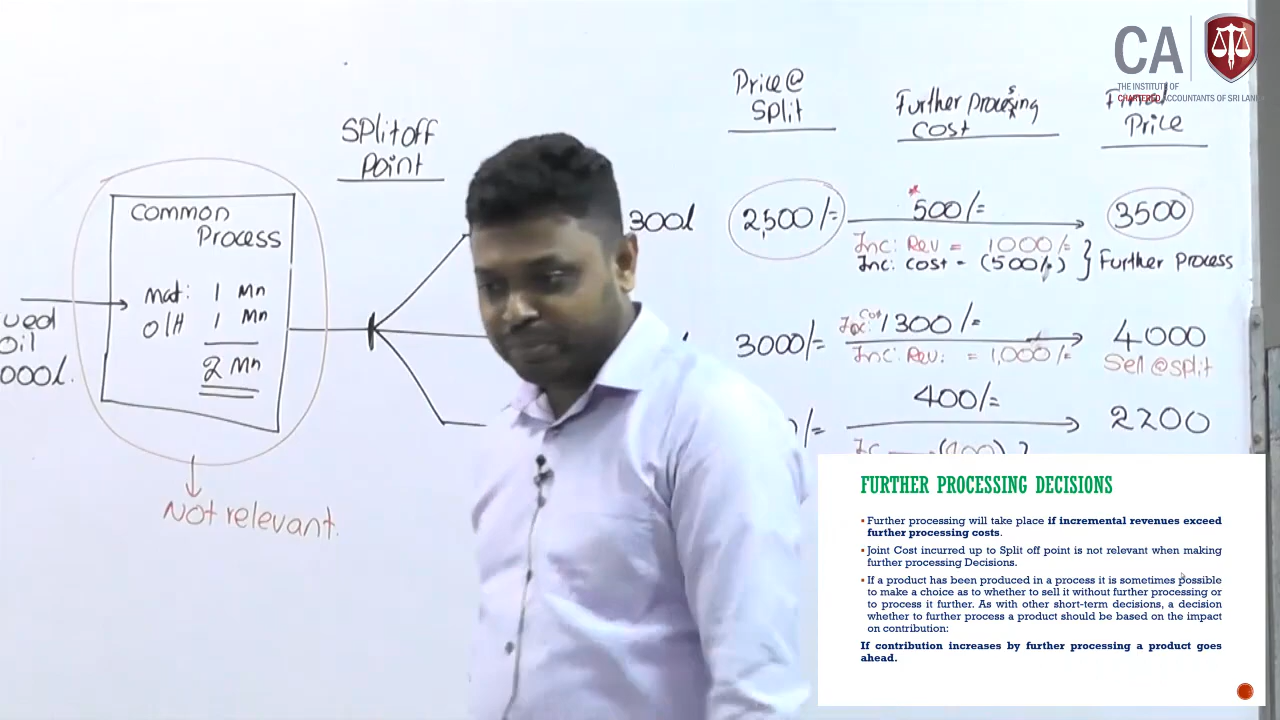 CA
THE INSTITUTE OF
CHARTERED ACCOUNTANTS OF SRI LANKA
Price @
Split
Further Processing
Cost
Final
Price
Splitoff
Point
Common
Process
mat: 1 Mn
O/H 1 Mn
2 Mn
Not relevant.
300l
2,500/=
500/=
3500
Inc: Rev = 1000/=
Inc: Cost = (500/=)
Further Process
3000/=
Inc: Cost 1300/=
4000
Inc: Rev: = 1,000/=
Sell @ split
400/=
/=
2200
FURTHER PROCESSING DECISIONS
▪ Further processing will take place if incremental revenues exceed
further processing costs.
▪ Joint Cost incurred up to Split off point is not relevant when making
further processing Decisions.
▪ If a product has been produced in a process it is sometimes possible
to make a choice as to whether to sell it without further processing or
to process it further. As with other short-term decisions, a decision
whether to further process a product should be based on the impact
on contribution:
If contribution increases by further processing a product goes
ahead.